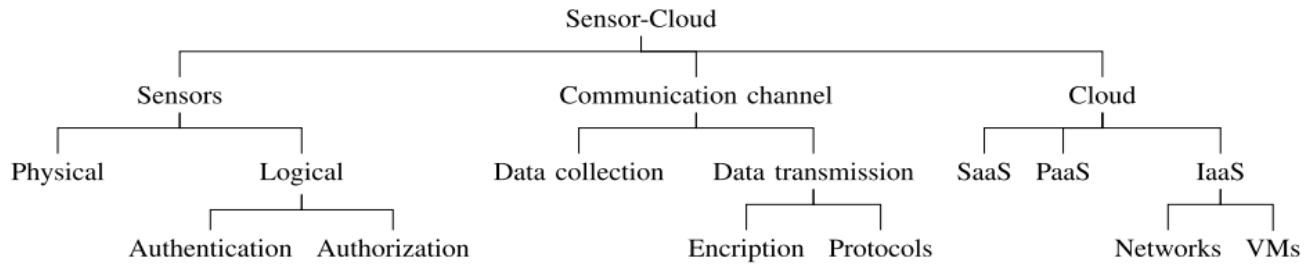 Sensor-Cloud
Sensors Communication channel Cloud
Physical Logical Data collection Data transmission SaaS PaaS IaaS
Authentication Authorization Encription Protocols Networks VMs